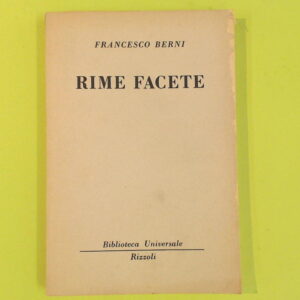 FRANCESCO BERNI
RIME FACETE
Biblioteca Universale
Rizzoli